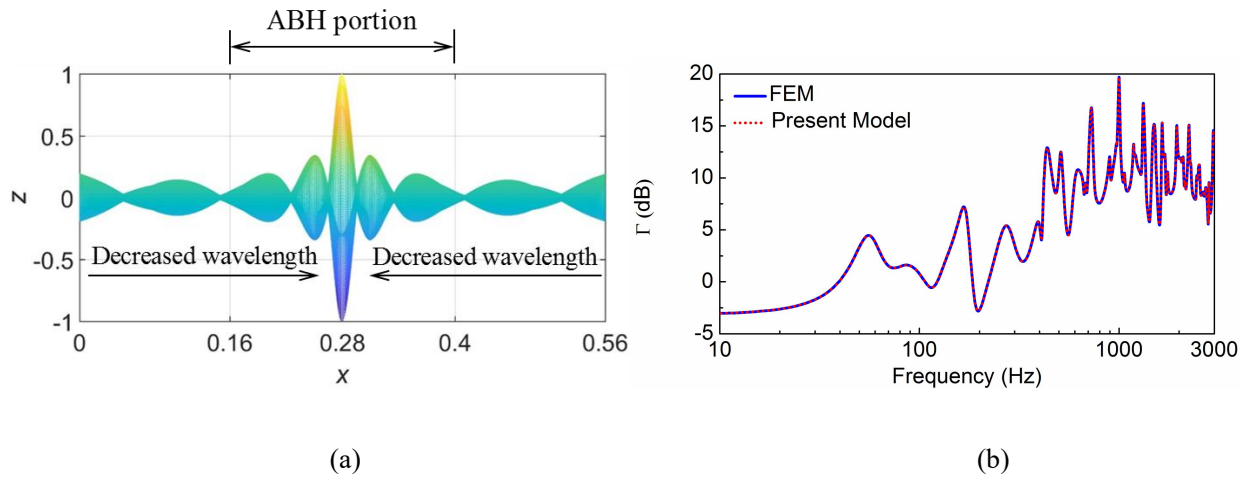 ABH portion
1
0.5
0
-0.5
-1
z
Decreased wavelength
Decreased wavelength
0
0.16
0.28
0.4
0.56
x
(a)
20
15
10
5
0
-5
Γ (dB)
FEM
Present Model
10
100
1000
3000
Frequency (Hz)
(b)